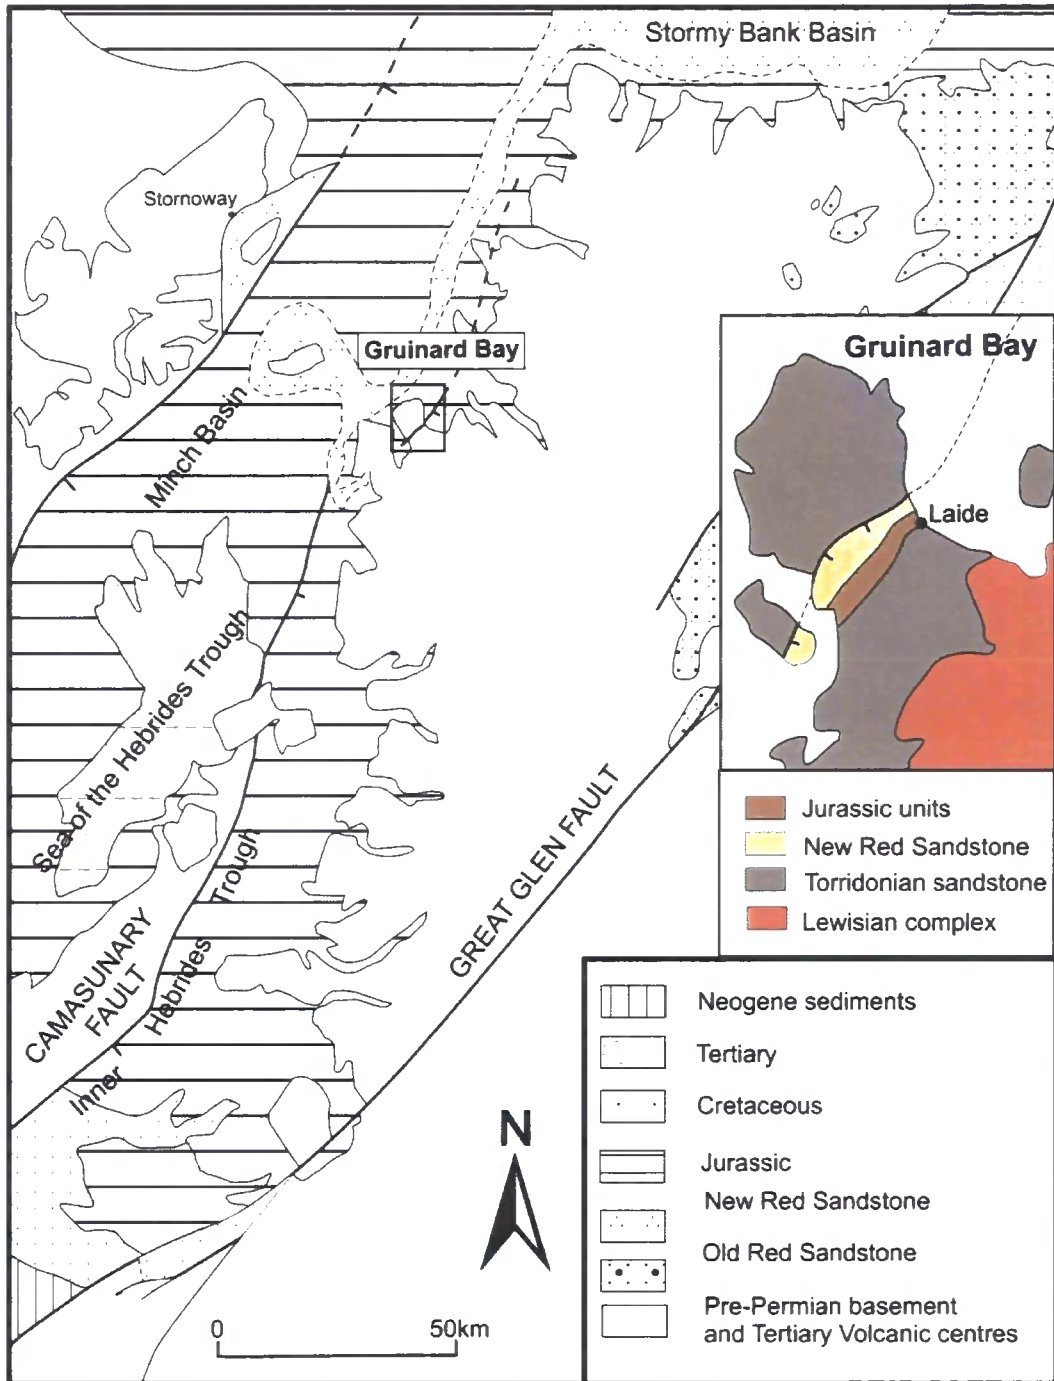 Stormy Bank Basin
Stornoway
Gruinard Bay
Minch Basin
Sea of the Hebrides Trough
CAMASUNARY
FAULT
Inner Hebrides Trough
GREAT GLEN FAULT
N
0 50km
Gruinard Bay
Laide
Jurassic units
New Red Sandstone
Torridonian sandstone
Lewisian complex
Neogene sediments
Tertiary
Cretaceous
Jurassic
New Red Sandstone
Old Red Sandstone
Pre-Permian basement
and Tertiary Volcanic centres